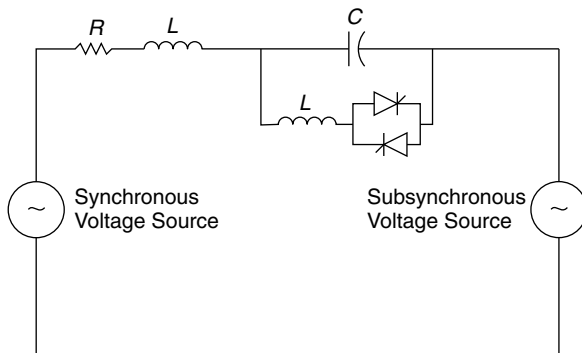 R
L
C
L
Synchronous
Voltage Source
Subsynchronous
Voltage Source
~
~